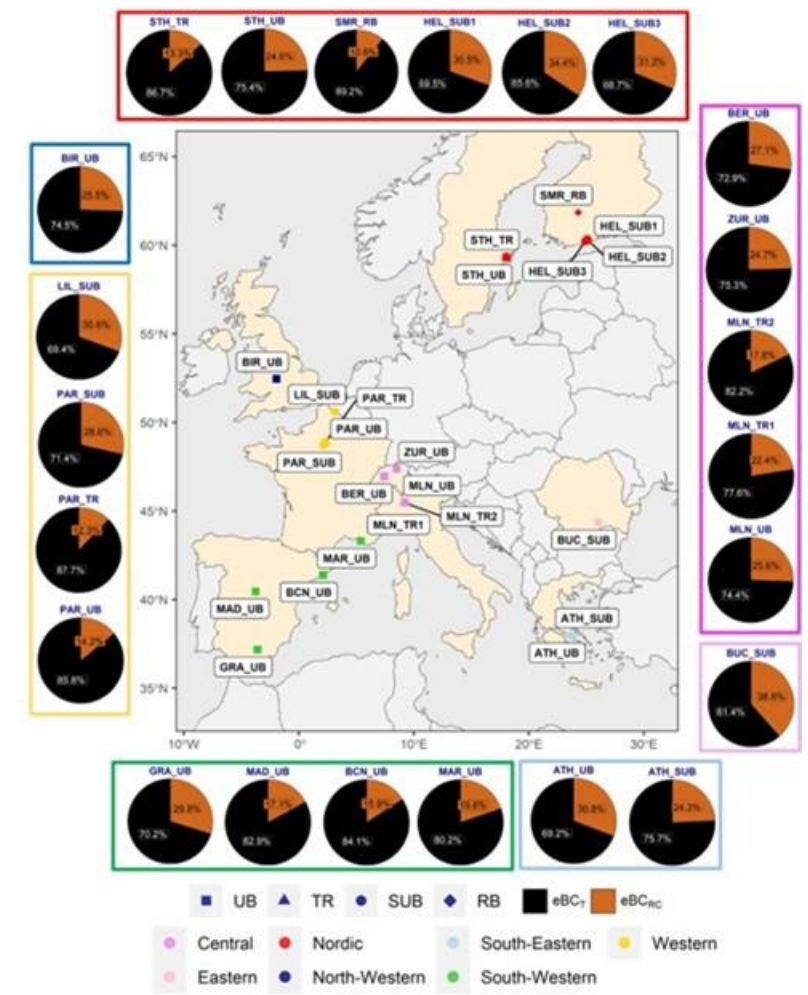 STH_TR STH_UB SMR_RB HEL_SUB1 HEL_SUB2 HEL_SUB3
13.3% 24.6% 10.8% 30.5% 34.4% 31.3%
86.7% 75.4% 89.2% 69.5% 65.6% 68.7%
BIR_UB
25.5%
74.5%
LIL_SUB
30.6%
69.4%
PAR_SUB
28.6%
71.4%
PAR_TR
12.3%
87.7%
PAR_UB
14.2%
85.8%
65°N
60°N
55°N
50°N
45°N
40°N
35°N
10°W 0° 10°E 20°E 30°E
SMR_RB
HEL_SUB1
STH_TR
HEL_SUB2
STH_UB HEL_SUB3
BIR_UB
LIL_SUB PAR_TR
PAR_UB
PAR_SUB ZUR_UB
BER_UB MLN_UB
MLN_TR1 MLN_TR2
BUC_SUB
MAR_UB
BCN_UB
MAD_UB
ATH_SUB
ATH_UB
GRA_UB
BER_UB
27.1%
72.9%
ZUR_UB
24.7%
75.3%
MLN_TR2
17.8%
82.2%
MLN_TR1
22.4%
77.6%
MLN_UB
25.6%
74.4%
BUC_SUB
38.6%
61.4%
GRA_UB MAD_UB BCN_UB MAR_UB ATH_UB ATH_SUB
29.8% 17.1% 15.9% 19.8% 30.8% 24.3%
70.2% 82.9% 84.1% 80.2% 69.2% 75.7%
UB TR SUB RB eBC_T eBC_RC
Central Nordic South-Eastern Western
Eastern North-Western South-Western